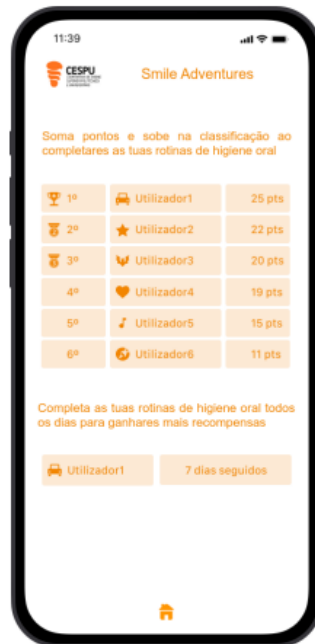 11:39
CESPU
Smile Adventures
Soma pontos e sobe na classificação ao
completares as tuas rotinas de higiene oral
1º Utilizador1 25 pts
2º Utilizador2 22 pts
3º Utilizador3 20 pts
4º Utilizador4 19 pts
5º Utilizador5 15 pts
6º Utilizador6 11 pts
Completa as tuas rotinas de higiene oral todos
os dias para ganhares mais recompensas
Utilizador1 7 dias seguidos